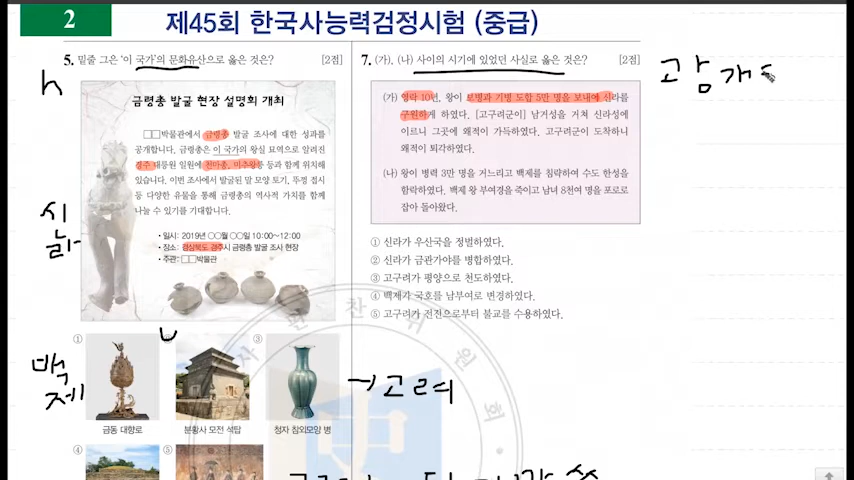 2
제45회 한국사능력검정시험 (중급)
5. 밑줄 그은 '이 국가'의 문화유산으로 옳은 것은? [2점]
금령총 발굴 현장 설명회 개최
□□박물관에서 금령총 발굴 조사에 대한 성과를
공개합니다. 금령총은 이 국가의 왕실 묘역으로 알려진
경주 대릉원 일원에 천마총, 미추왕릉 등과 함께 위치해
있습니다. 이번 조사에서 발굴된 말 모양 토기, 뚜껑 접시
등 다양한 유물을 통해 금령총의 역사적 가치를 함께
나눌 수 있기를 기대합니다.
• 일시: 2019년 ○○월 ○○일 10:00~12:00
• 장소: 경상북도 경주시 금령총 발굴 조사 현장
• 주관: □□박물관
신라
①
②
③
백제
금동 대향로
분황사 모전 석탑
청자 참외모양 병
→고려
④
⑤
7. (가), (나) 사이의 시기에 있었던 사실로 옳은 것은? [2점]
(가) 영락 10년, 왕이 보병과 기병 도합 5만 명을 보내어 신라를
구원하게 하였다. [고구려군이] 남거성을 거쳐 신라성에
이르니 그곳에 왜적이 가득하였다. 고구려군이 도착하니
왜적이 퇴각하였다.
(나) 왕이 병력 3만 명을 거느리고 백제를 침략하여 수도 한성을
함락하였다. 백제 왕 부여경을 죽이고 남녀 8천여 명을 포로로
잡아 돌아왔다.
① 신라가 우산국을 정벌하였다.
② 신라가 금관가야를 병합하였다.
③ 고구려가 평양으로 천도하였다.
④ 백제가 국호를 남부여로 변경하였다.
⑤ 고구려가 전진으로부터 불교를 수용하였다.